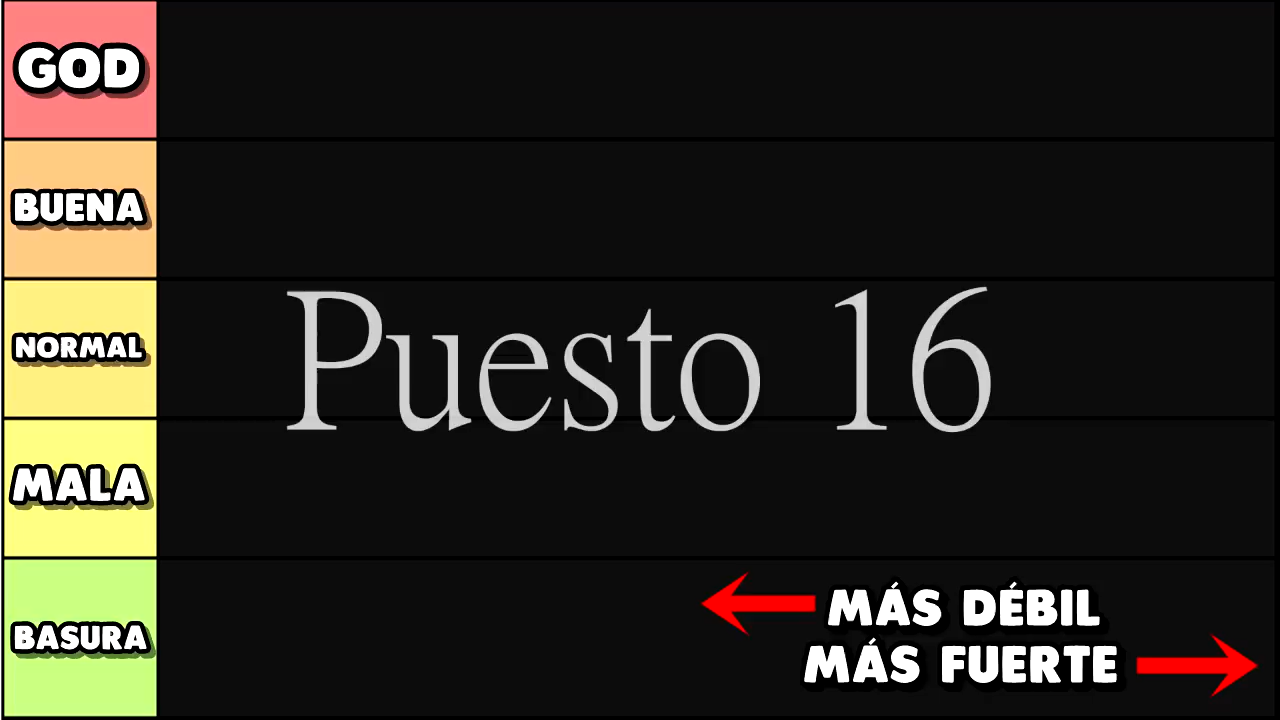 GOD
BUENA
NORMAL
Puesto 16
MALA
BASURA
MÁS DÉBIL
MÁS FUERTE